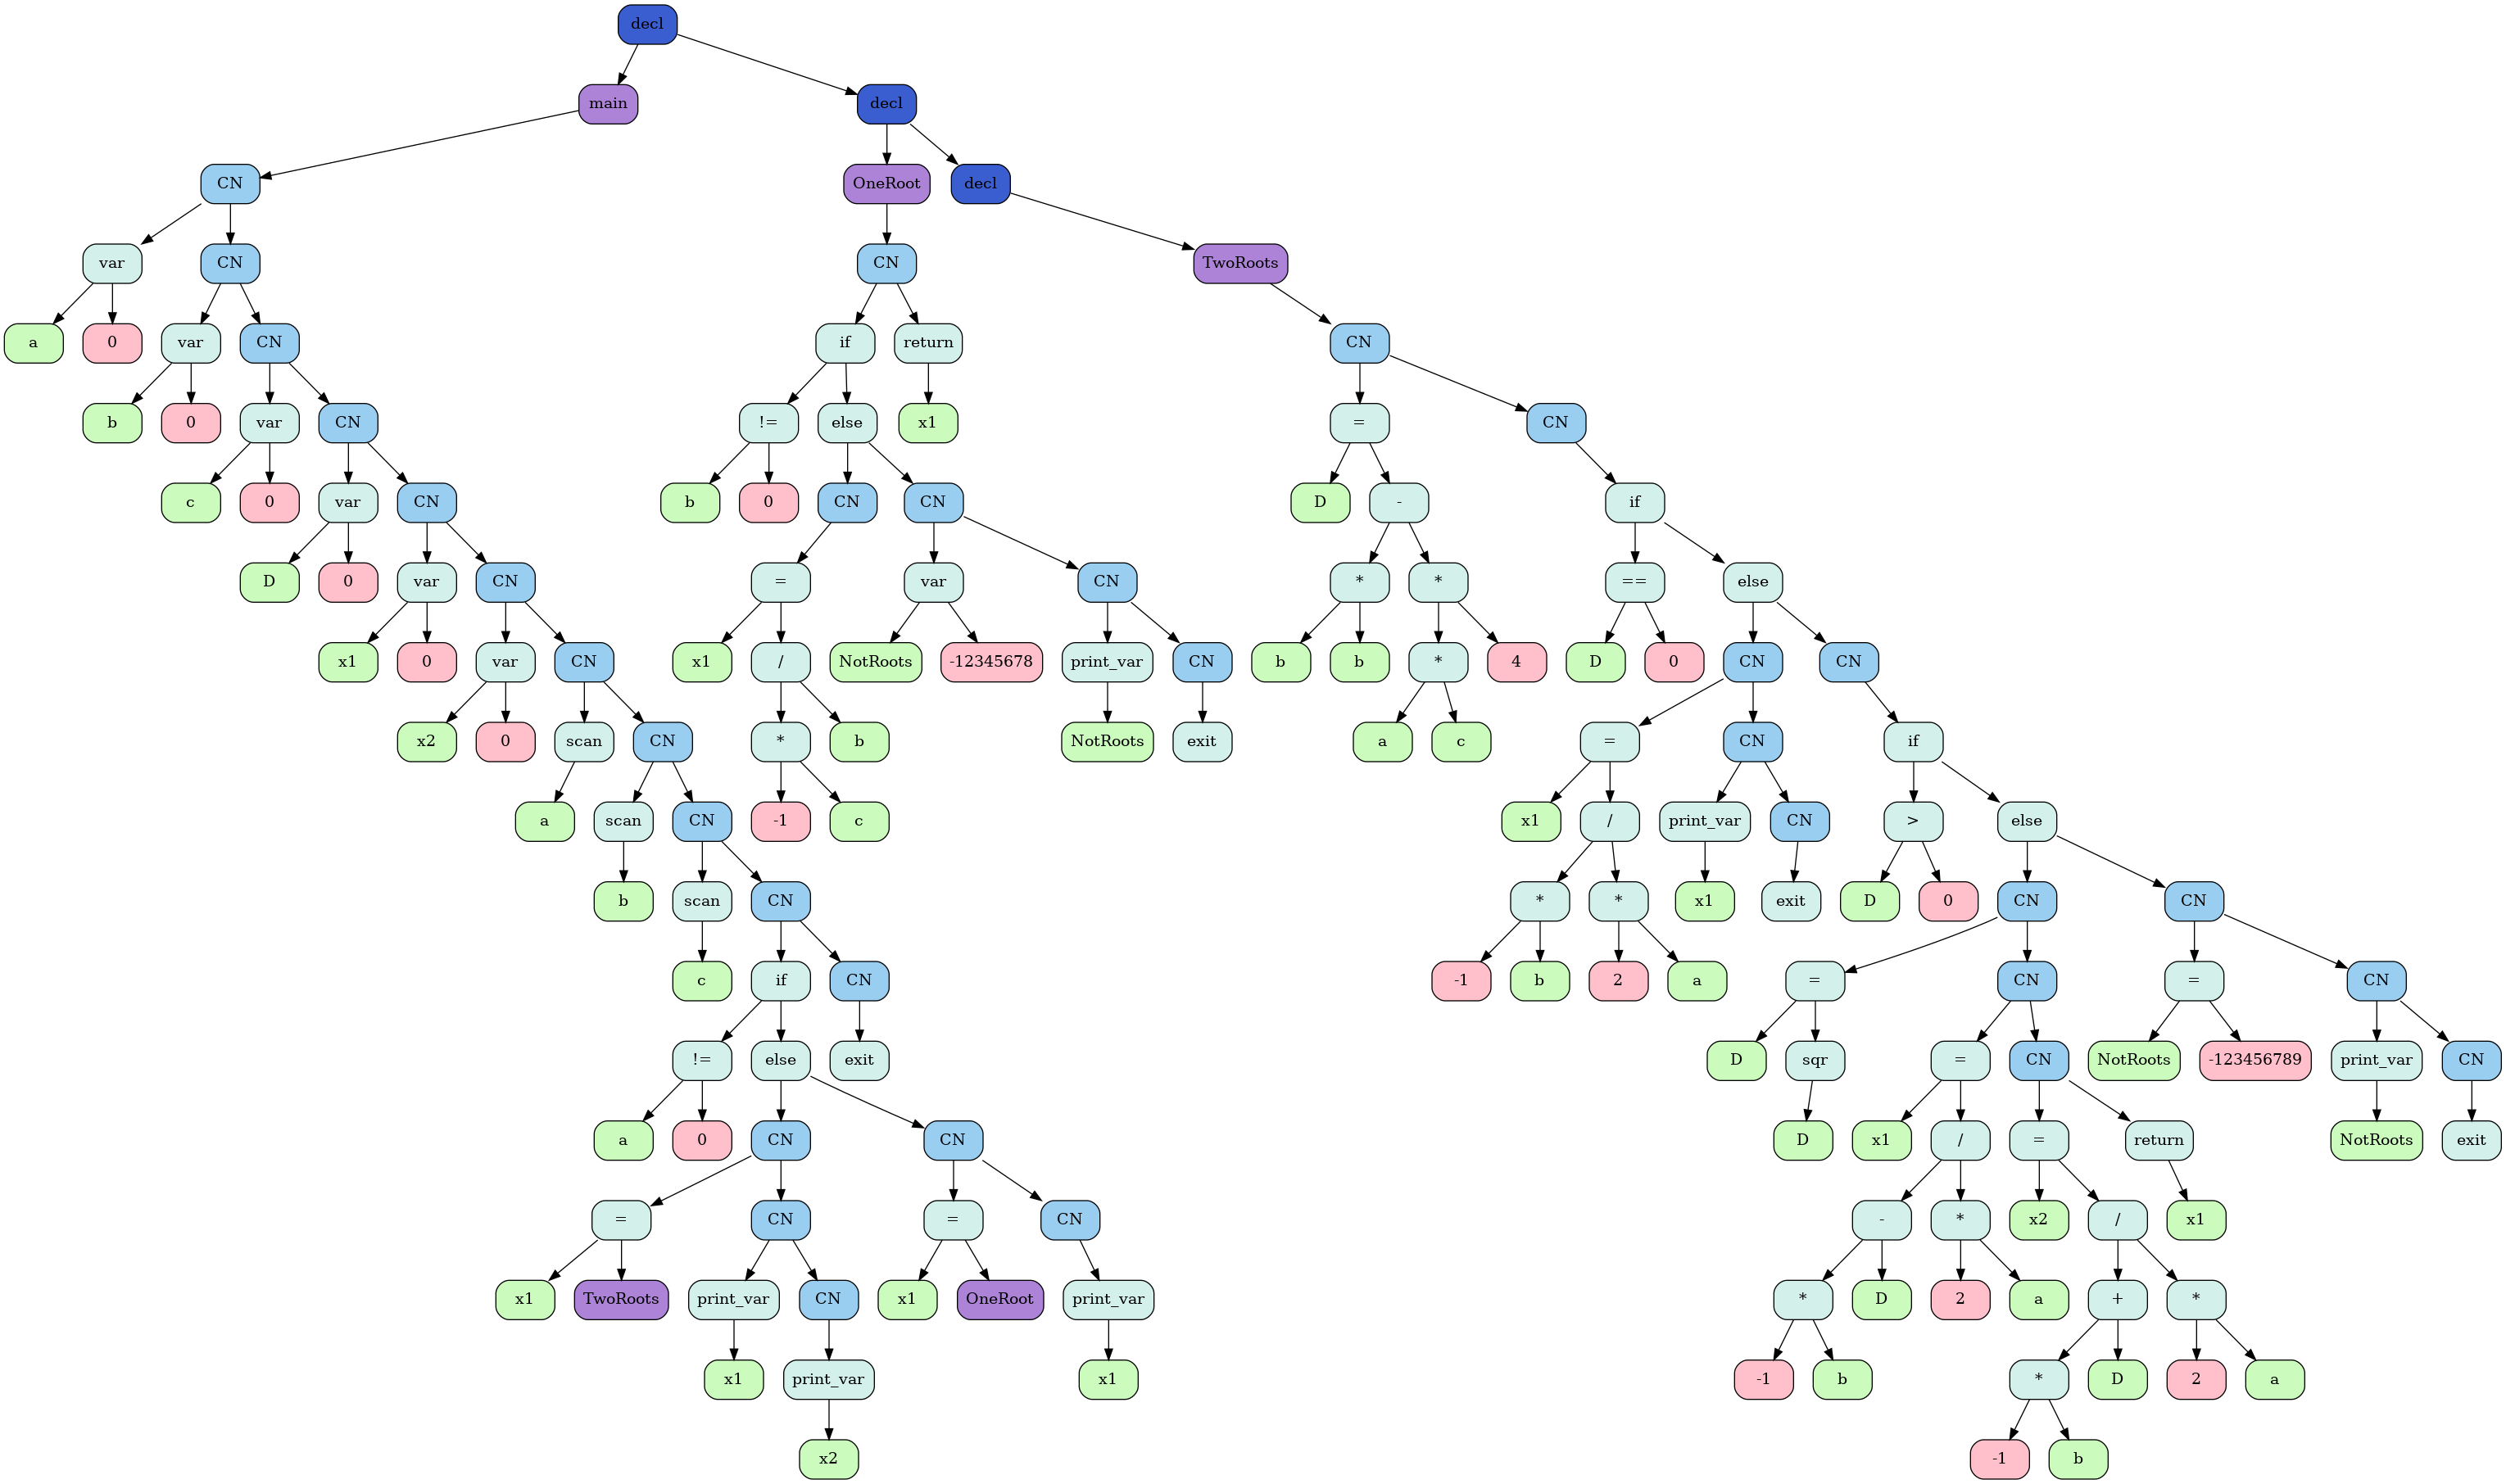 decl
main decl
CN OneRoot decl
var CN CN TwoRoots
a 0 var CN if return CN
b 0 var CN != else x1 = CN
c 0 var CN b 0 CN CN D - if
D 0 var CN = var CN * * == else
x1 0 var CN x1 / NotRoots -12345678 print_var CN b b * 4 D 0 CN CN
x2 0 scan CN * b NotRoots exit a c = CN if
a scan CN -1 c x1 / print_var CN > else
b scan CN * * x1 exit D 0 CN CN
c if CN -1 b 2 a = CN = CN
!= else exit D sqr = CN NotRoots -123456789 print_var CN
a 0 CN CN D x1 / = return NotRoots exit
= CN = CN - * x2 / x1
x1 TwoRoots print_var CN x1 OneRoot print_var * D 2 a + *
x1 print_var x1 -1 b * D 2 a
x2 -1 b